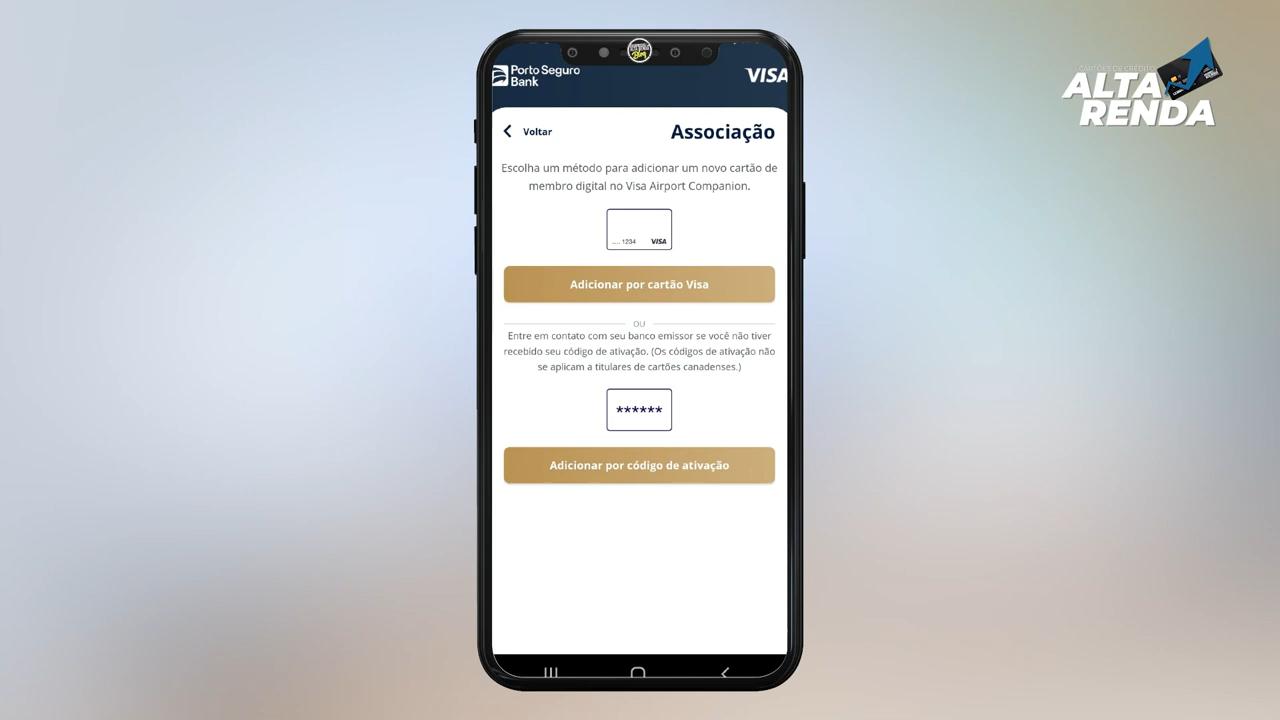 Porto Seguro
Bank
VISA
CARTÕES DE CRÉDITO
ALTA
RENDA
Voltar
Associação
Escolha um método para adicionar um novo cartão de
membro digital no Visa Airport Companion.
.... 1234 VISA
Adicionar por cartão Visa
OU
Entre em contato com seu banco emissor se você não tiver
recebido seu código de ativação. (Os códigos de ativação não
se aplicam a titulares de cartões canadenses.)
******
Adicionar por código de ativação